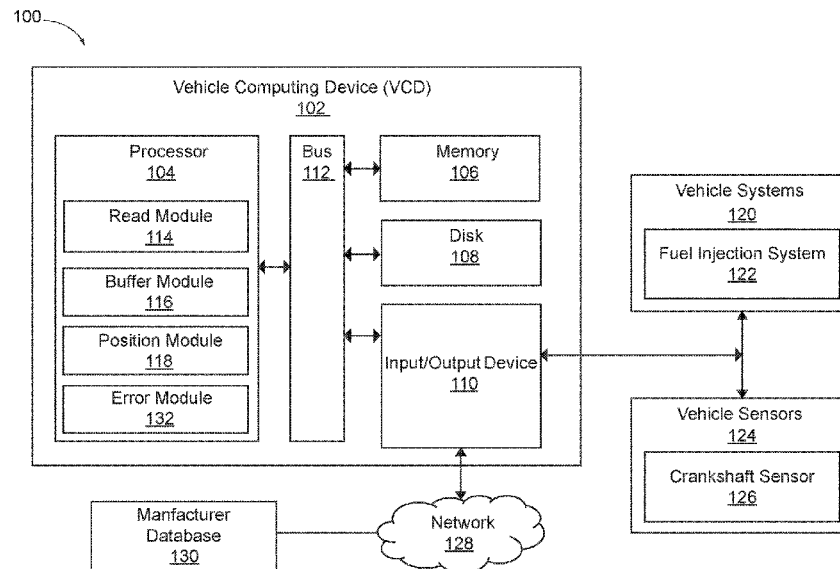 100
Vehicle Computing Device (VCD)
102
Processor
104
Read Module
114
Buffer Module
116
Position Module
118
Error Module
132
Bus
112
Memory
106
Disk
108
Input/Output Device
110
Vehicle Systems
120
Fuel Injection System
122
Vehicle Sensors
124
Crankshaft Sensor
126
Manfacturer
Database
130
Network
128